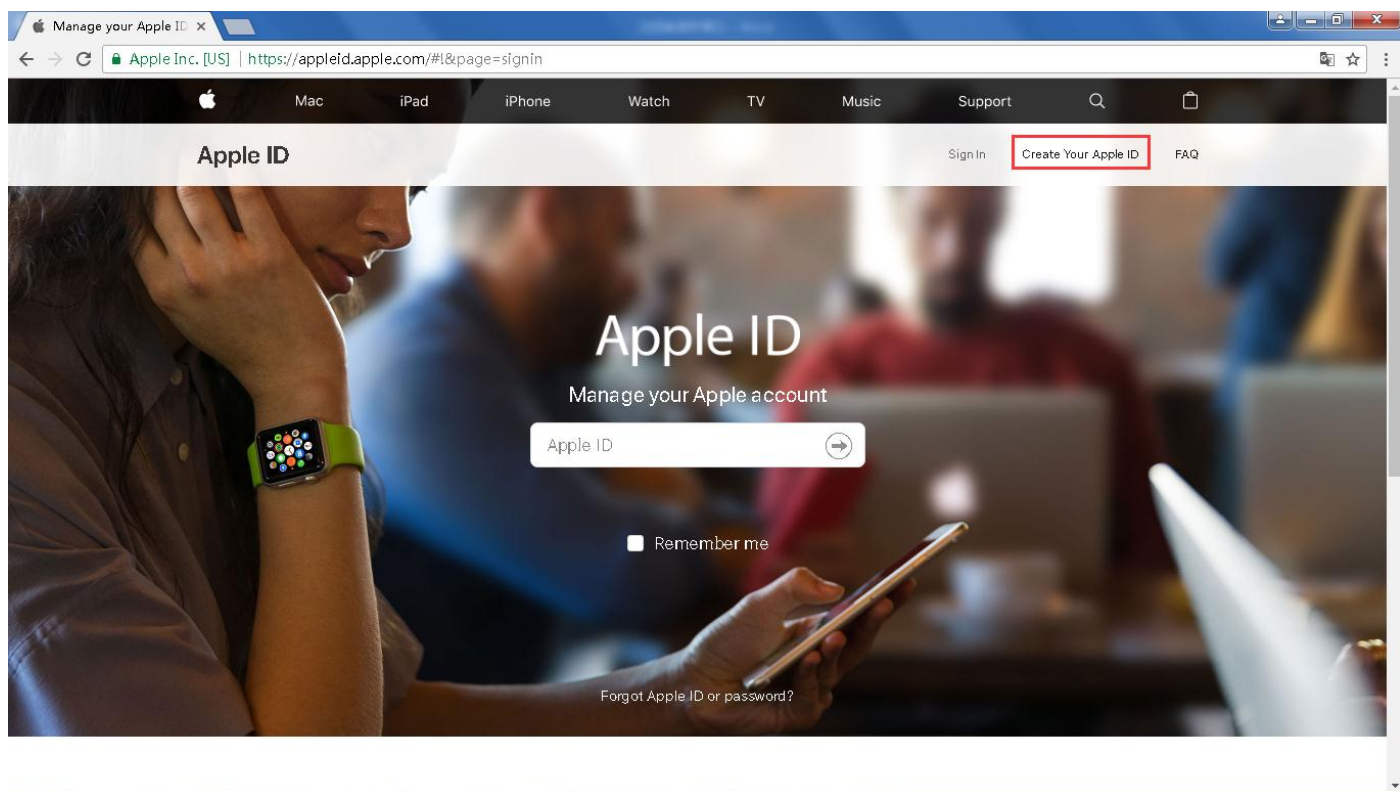 Manage your Apple ID
Apple Inc. [US] | https://appleid.apple.com/#!&page=signin
Mac iPad iPhone Watch TV Music Support
Apple ID Sign In Create Your Apple ID FAQ
Apple ID
Manage your Apple account
Apple ID
Remember me
Forgot Apple ID or password?